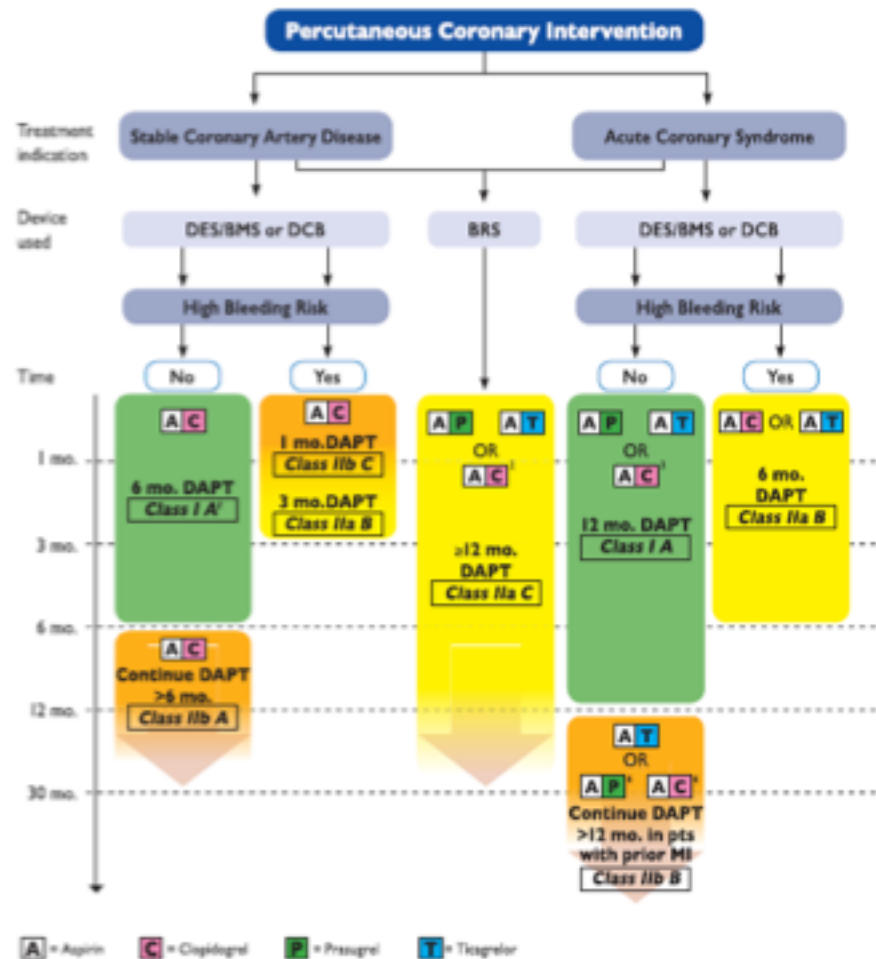 Percutaneous Coronary Intervention
Treatment
indication
Stable Coronary Artery Disease
Acute Coronary Syndrome
Device
used
DES/BMS or DCB
BRS
DES/BMS or DCB
High Bleeding Risk
High Bleeding Risk
Time
No
Yes
No
Yes
A C
6 mo. DAPT
Class I A
A C
1 mo. DAPT
Class IIb C
3 mo. DAPT
Class IIa B
A P A T
OR
A C
≥12 mo.
DAPT
Class IIa C
A P A T
OR
A C
12 mo. DAPT
Class I A
A C OR A T
6 mo.
DAPT
Class IIa B
1 mo.
3 mo.
6 mo.
12 mo.
30 mo.
A C
Continue DAPT
>6 mo.
Class IIb A
A T
OR
A P A C
Continue DAPT
>12 mo. in pts
with prior MI
Class IIb B
A = Aspirin C = Clopidogrel P = Prasugrel T = Ticagrelor